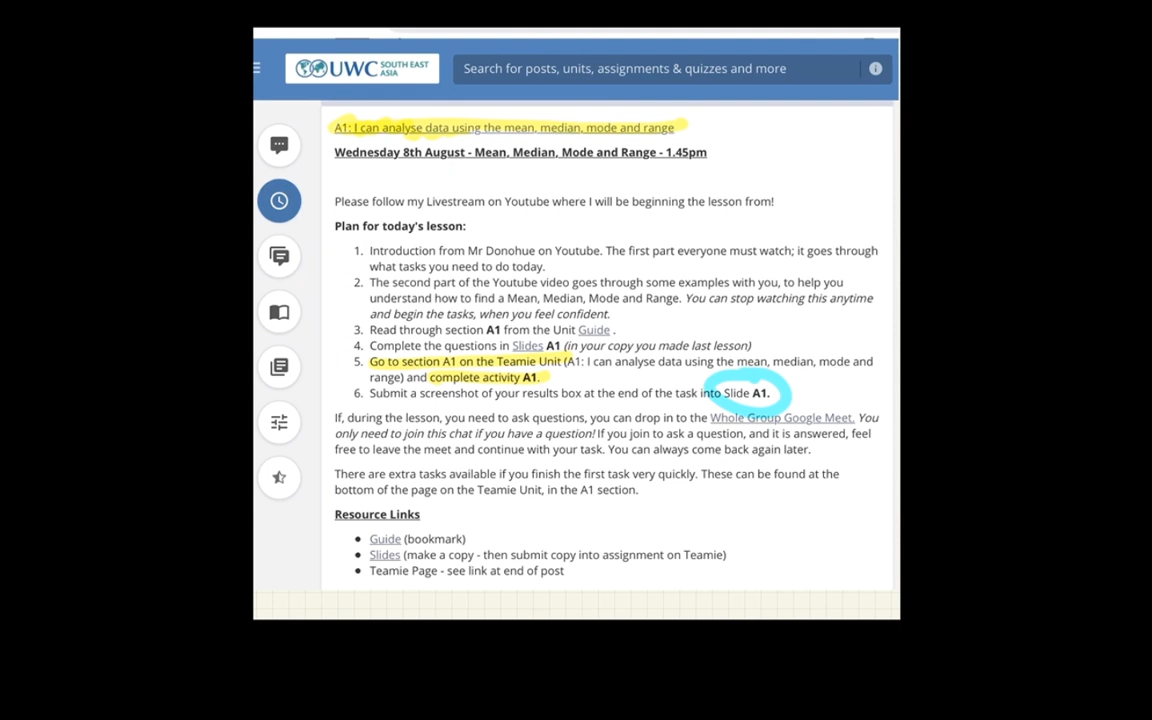 UWC SOUTH EAST ASIA
Search for posts, units, assignments & quizzes and more
A1: I can analyse data using the mean, median, mode and range
Wednesday 8th August - Mean, Median, Mode and Range - 1.45pm
Please follow my Livestream on Youtube where I will be beginning the lesson from!
Plan for today's lesson:
1. Introduction from Mr Donohue on Youtube. The first part everyone must watch; it goes through
what tasks you need to do today.
2. The second part of the Youtube video goes through some examples with you, to help you
understand how to find a Mean, Median, Mode and Range. You can stop watching this anytime
and begin the tasks, when you feel confident.
3. Read through section A1 from the Unit Guide .
4. Complete the questions in Slides A1 (in your copy you made last lesson)
5. Go to section A1 on the Teamie Unit (A1: I can analyse data using the mean, median, mode and
range) and complete activity A1.
6. Submit a screenshot of your results box at the end of the task into Slide A1.
If, during the lesson, you need to ask questions, you can drop in to the Whole Group Google Meet. You
only need to join this chat if you have a question! If you join to ask a question, and it is answered, feel
free to leave the meet and continue with your task. You can always come back again later.
There are extra tasks available if you finish the first task very quickly. These can be found at the
bottom of the page on the Teamie Unit, in the A1 section.
Resource Links
• Guide (bookmark)
• Slides (make a copy - then submit copy into assignment on Teamie)
• Teamie Page - see link at end of post